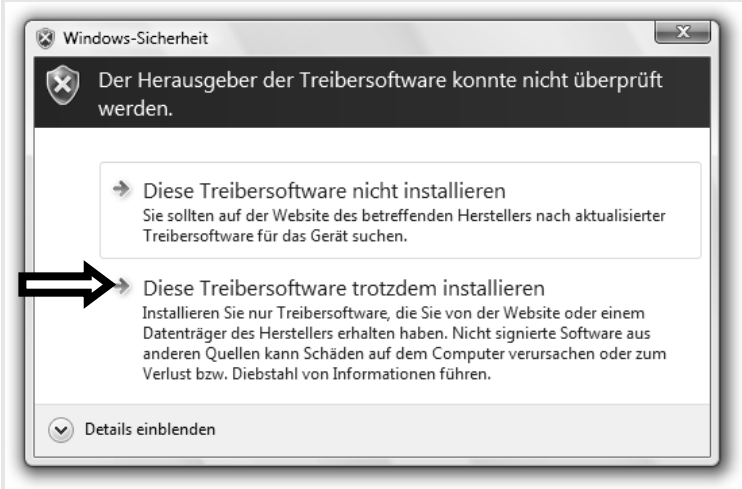 Windows-Sicherheit
X
Der Herausgeber der Treibersoftware konnte nicht überprüft
werden.
Diese Treibersoftware nicht installieren
Sie sollten auf der Website des betreffenden Herstellers nach aktualisierter
Treibersoftware für das Gerät suchen.
Diese Treibersoftware trotzdem installieren
Installieren Sie nur Treibersoftware, die Sie von der Website oder einem
Datenträger des Herstellers erhalten haben. Nicht signierte Software aus
anderen Quellen kann Schäden auf dem Computer verursachen oder zum
Verlust bzw. Diebstahl von Informationen führen.
Details einblenden